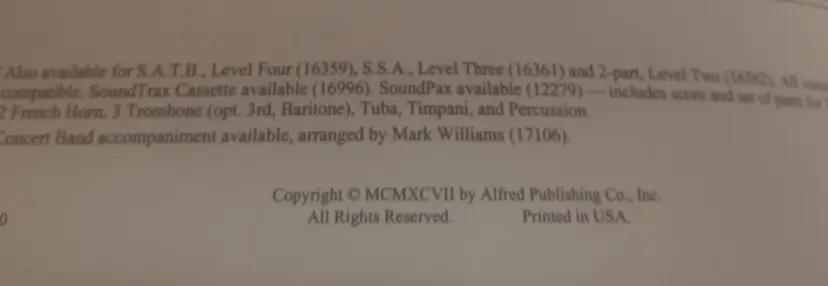 * Also available for S.A.T.B., Level Four (16359), S.S.A., Level Three (16361) and 2-part, Level Two (16362). All
compatible. SoundTrax Cassette available (16996). SoundPax available (12279) — includes score and set of parts for
2 French Horn, 3 Trombone (opt. 3rd, Baritone), Tuba, Timpani, and Percussion.
Concert Band accompaniment available, arranged by Mark Williams (17106).
Copyright © MCMXCVII by Alfred Publishing Co., Inc.
All Rights Reserved. Printed in USA.
0